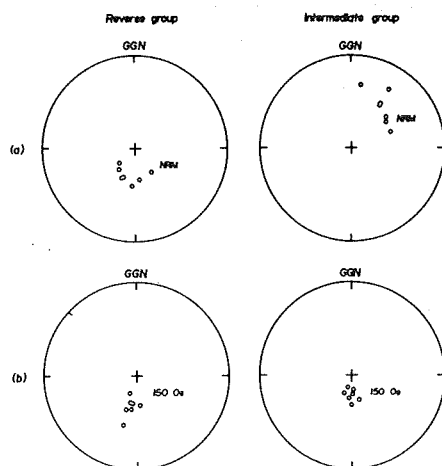 Reverse group Intermediate group
GGN GGN
(a) NRM NRM
GGN GGN
(b) 150 Oe 150 Oe